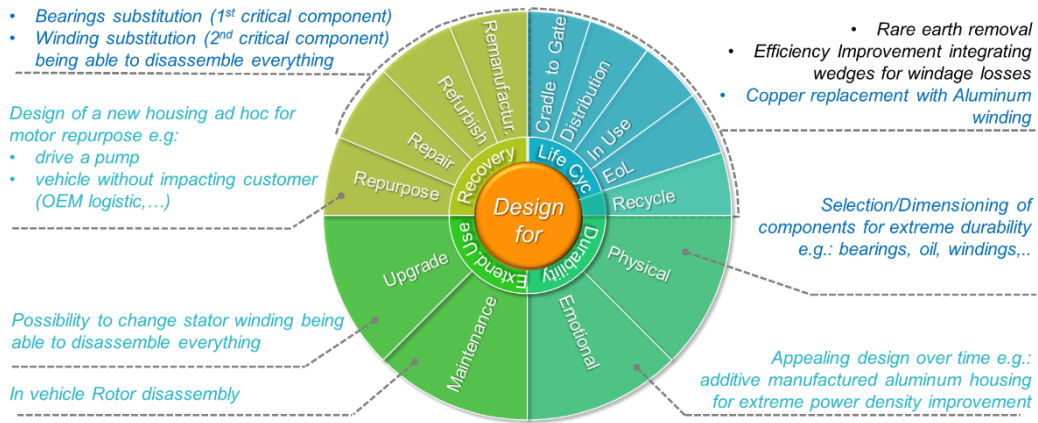 • Bearings substitution (1st critical component)
• Winding substitution (2nd critical component)
being able to disassemble everything
Design of a new housing ad hoc for
motor repurpose e.g:
• drive a pump
• vehicle without impacting customer
(OEM logistic,…)
Possibility to change stator winding being
able to disassemble everything
In vehicle Rotor disassembly
Remanufactur.
Refurbish
Repair
Repurpose
Recovery
Cradle to Gate
Distribution
In Use
EoL
Recycle
Life Cyc
Design
for
Extend.Use
Upgrade
Maintenance
Durability
Physical
Emotional
• Rare earth removal
• Efficiency Improvement integrating
wedges for windage losses
• Copper replacement with Aluminum
winding
Selection/Dimensioning of
components for extreme durability
e.g.: bearings, oil, windings,..
Appealing design over time e.g.:
additive manufactured aluminum housing
for extreme power density improvement